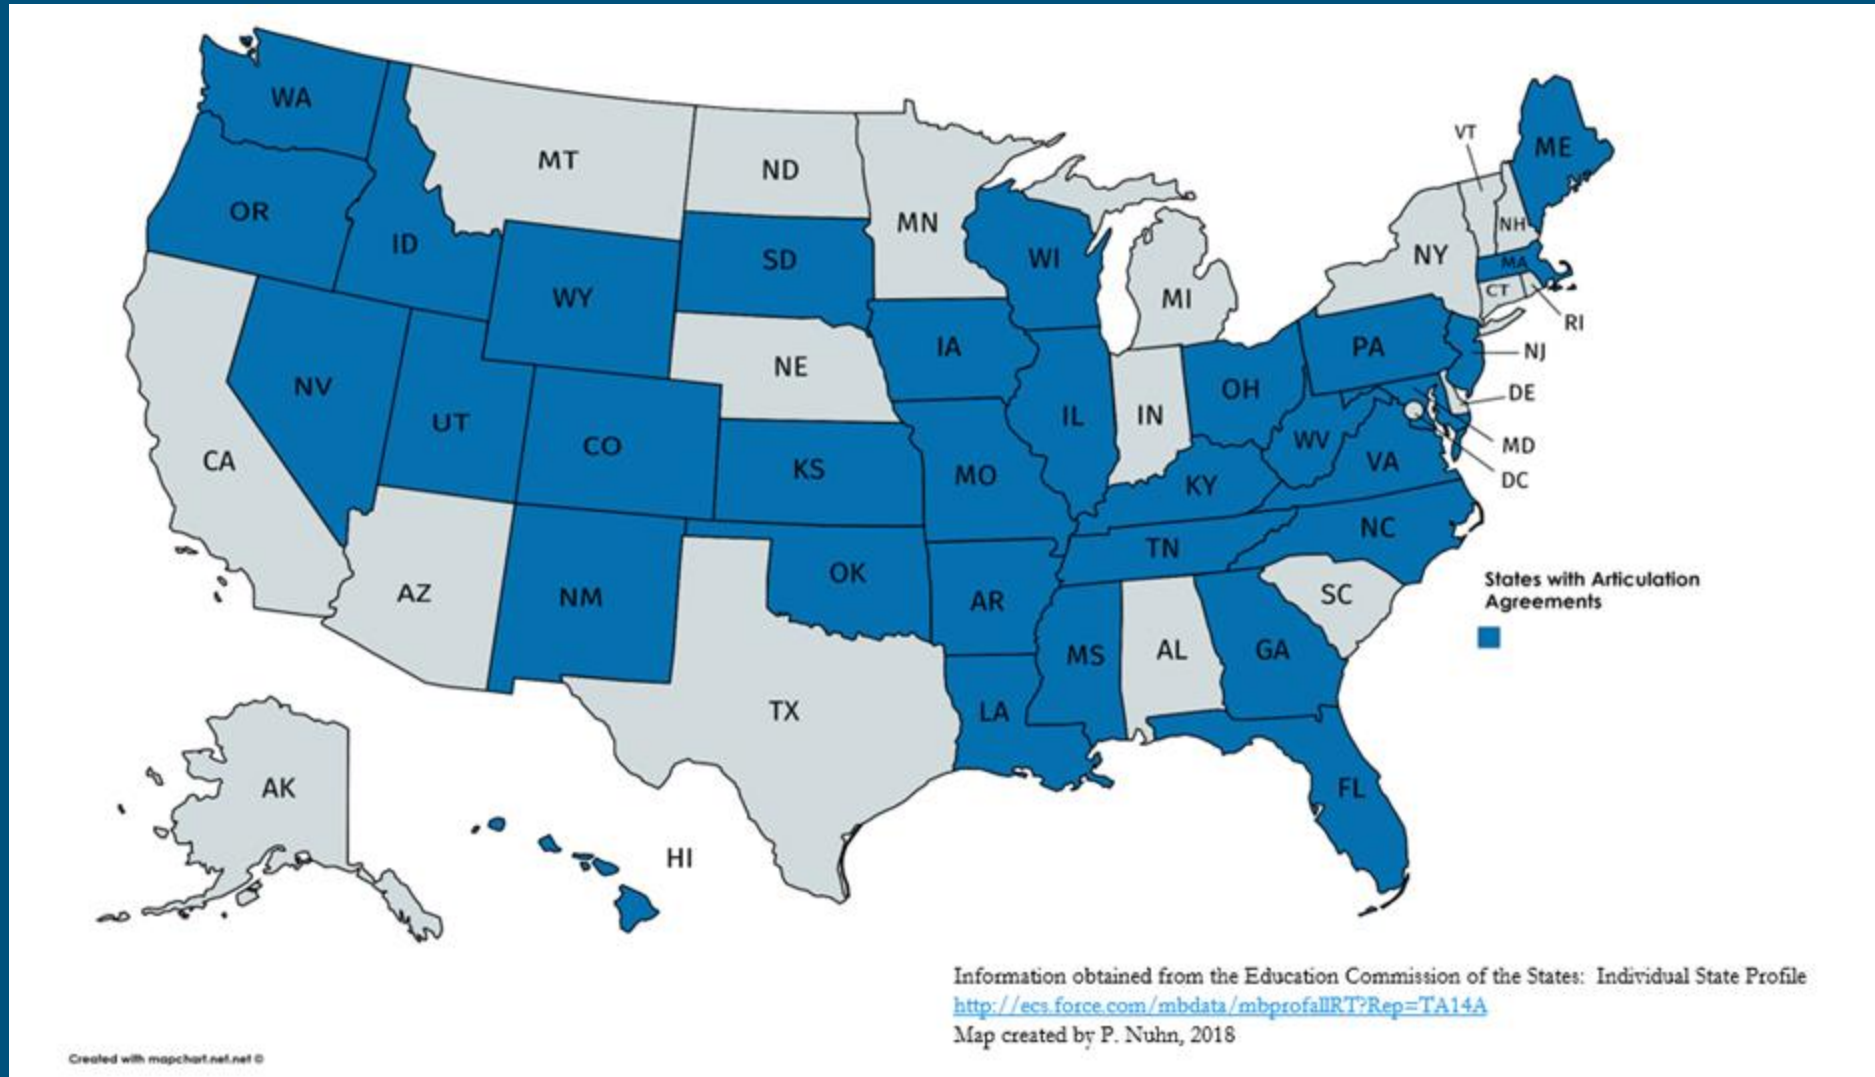 WA
MT
ND
MN
VT
ME
OR
ID
SD
WI
NH
NY
MA
WY
MI
CT
RI
IA
PA
NJ
NE
NV
OH
DE
UT
IL
IN
CO
WV
MD
CA
KS
MO
VA
DC
KY
NC
TN
AZ
NM
OK
AR
SC
States with Articulation
Agreements
MS
AL
GA
TX
LA
AK
FL
HI
Information obtained from the Education Commission of the States: Individual State Profile
http://ecs.force.com/mbdata/mbprofallRT?Rep=TA14A
Map created by P. Nuhn, 2018
Created with mapchart.net.net ©